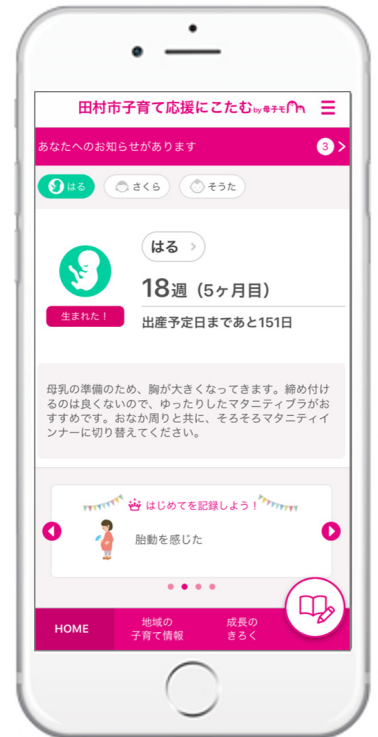 田村市子育て応援にこたむby母子モ
あなたへのお知らせがあります 3
はる さくら そうた
はる
18週（5ヶ月目）
生まれた！
出産予定日まであと151日
母乳の準備のため、胸が大きくなってきます。締め付け
るのは良くないので、ゆったりしたマタニティブラがお
すすめです。おなか周りと共に、そろそろマタニティイ
ンナーに切り替えてください。
はじめてを記録しよう！
胎動を感じた
HOME
地域の
子育て情報
成長の
きろく